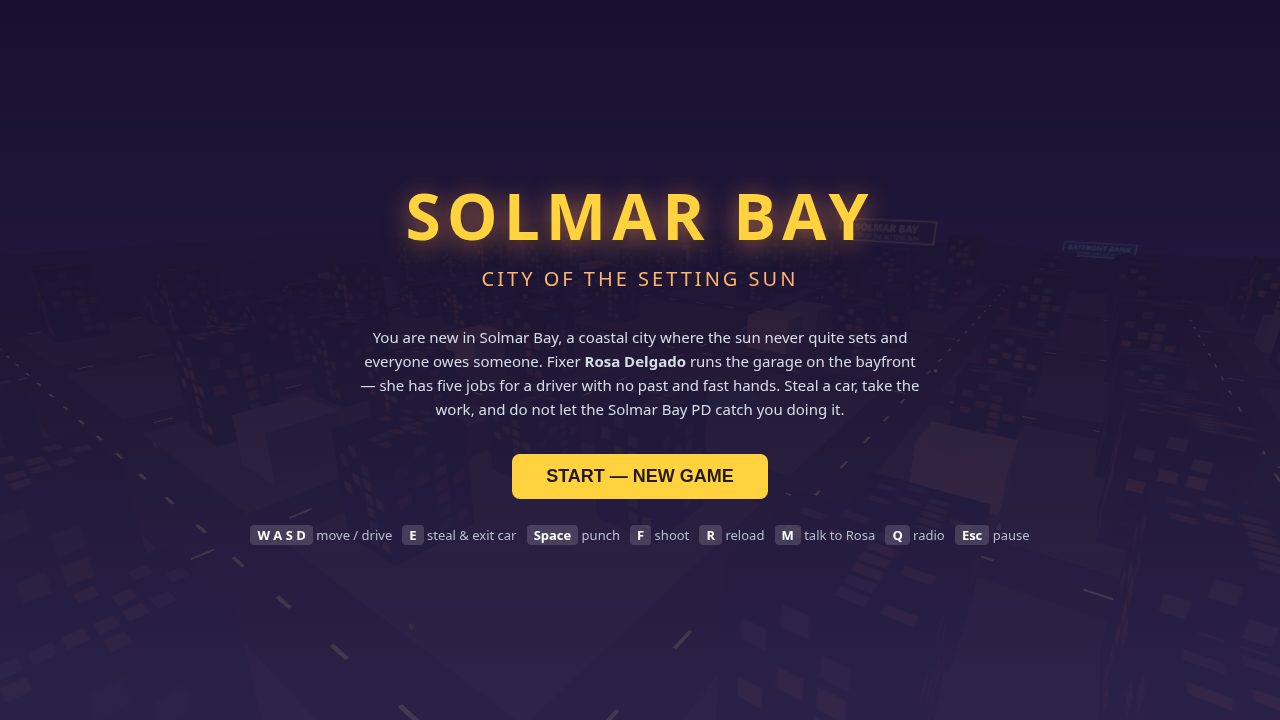 SOLMAR BAY
SOLMAR BAY
BAYFRONT BANK
CITY OF THE SETTING SUN
You are new in Solmar Bay, a coastal city where the sun never quite sets and
everyone owes someone. Fixer Rosa Delgado runs the garage on the bayfront
— she has five jobs for a driver with no past and fast hands. Steal a car, take the
work, and do not let the Solmar Bay PD catch you doing it.
START — NEW GAME
W A S D move / drive E steal & exit car Space punch F shoot R reload M talk to Rosa Q radio Esc pause